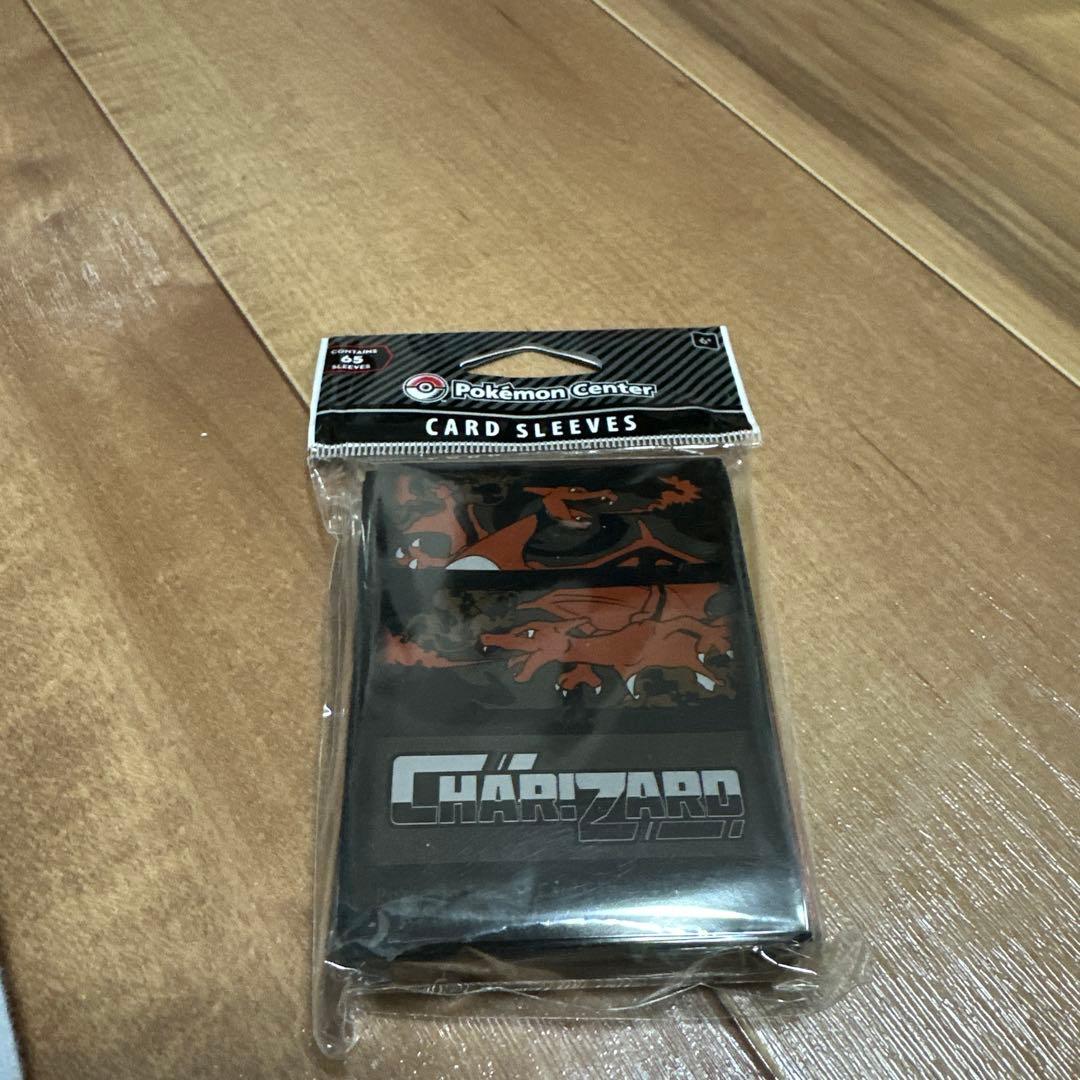 CONTAINS
65
SLEEVES
6+
Pokémon Center
CARD SLEEVES
CHARIZARD